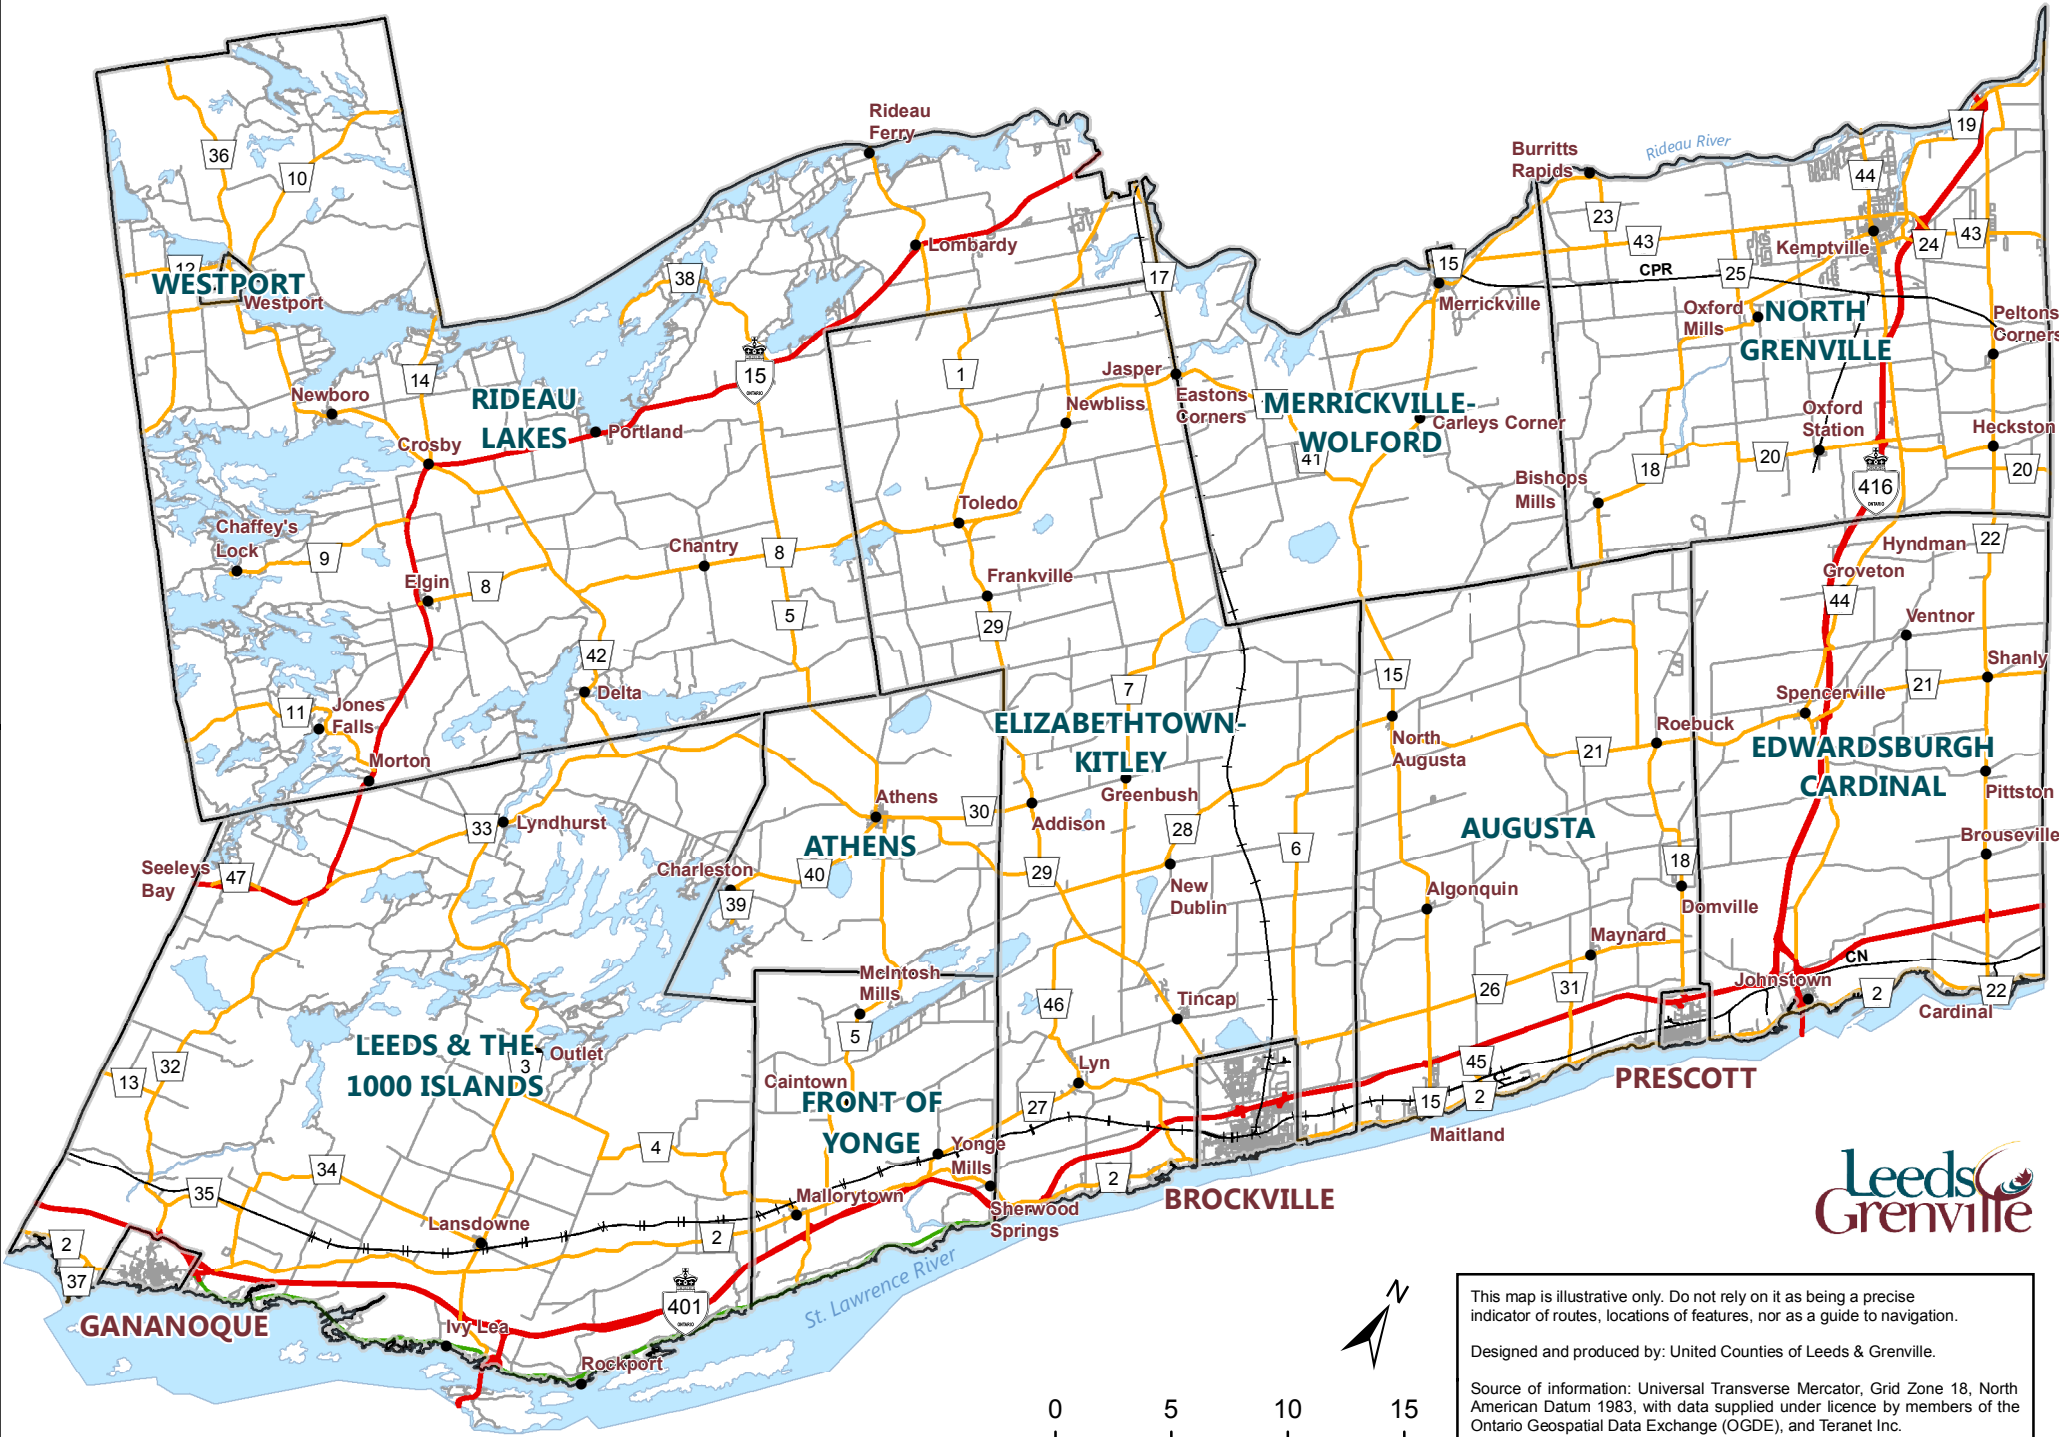 Rideau
Ferry
Burritts
Rapids
Rideau River
19
36
10
44
23
43
24
43
Kemptville
Lombardy
38
17
15
CPR
25
12
WESTPORT
Westport
Merrickville
Oxford
Mills
NORTH
GRENVILLE
Peltons
Corners
15
ONTARIO
14
1
Jasper
Newboro
RIDEAU
LAKES
Newbliss
Eastons
Corners
MERRICKVILLE-
WOLFORD
Carleys Corner
Oxford
Station
Heckston
Crosby
Portland
41
18
20
20
Bishops
Mills
416
ONTARIO
Toledo
Chaffey's
Lock
9
Chantry
8
22
Hyndman
Groveton
Elgin
8
Frankville
5
29
44
Ventnor
42
Delta
7
15
Shanly
21
Spencerville
11
Jones
Falls
ELIZABETHTOWN-
KITLEY
North
Augusta
21
Roebuck
EDWARDSBURGH
CARDINAL
Morton
Greenbush
Pittston
Athens
30
Addison
33
Lyndhurst
28
6
AUGUSTA
Brouseville
ATHENS
Seeleys
Bay
47
Charleston
40
39
29
New
Dublin
18
Algonquin
Domville
Maynard
McIntosh
Mills
CN
Johnstown
46
Tincap
26
31
2
22
Cardinal
5
LEEDS & THE
1000 ISLANDS
Outlet
3
32
13
Lyn
45
Caintown
FRONT OF
YONGE
27
15
2
PRESCOTT
Maitland
4
Yonge
Mills
34
35
2
BROCKVILLE
Mallorytown
Sherwood
Springs
Lansdowne
2
2
37
Leeds
Grenville
St. Lawrence River
401
ONTARIO
GANANOQUE
Ivy Lea
Rockport
N
0 5 10 15
This map is illustrative only. Do not rely on it as being a precise
indicator of routes, locations of features, nor as a guide to navigation.
Designed and produced by: United Counties of Leeds & Grenville.
Source of information: Universal Transverse Mercator, Grid Zone 18, North
American Datum 1983, with data supplied under licence by members of the
Ontario Geospatial Data Exchange (OGDE), and Teranet Inc.